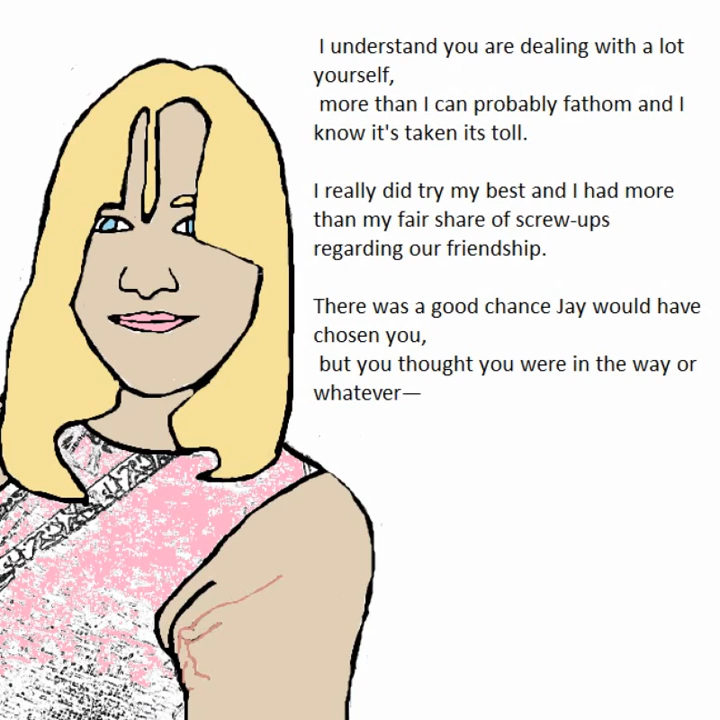 I understand you are dealing with a lot
yourself,
more than I can probably fathom and I
know it's taken its toll.
I really did try my best and I had more
than my fair share of screw-ups
regarding our friendship.
There was a good chance Jay would have
chosen you,
but you thought you were in the way or
whatever—